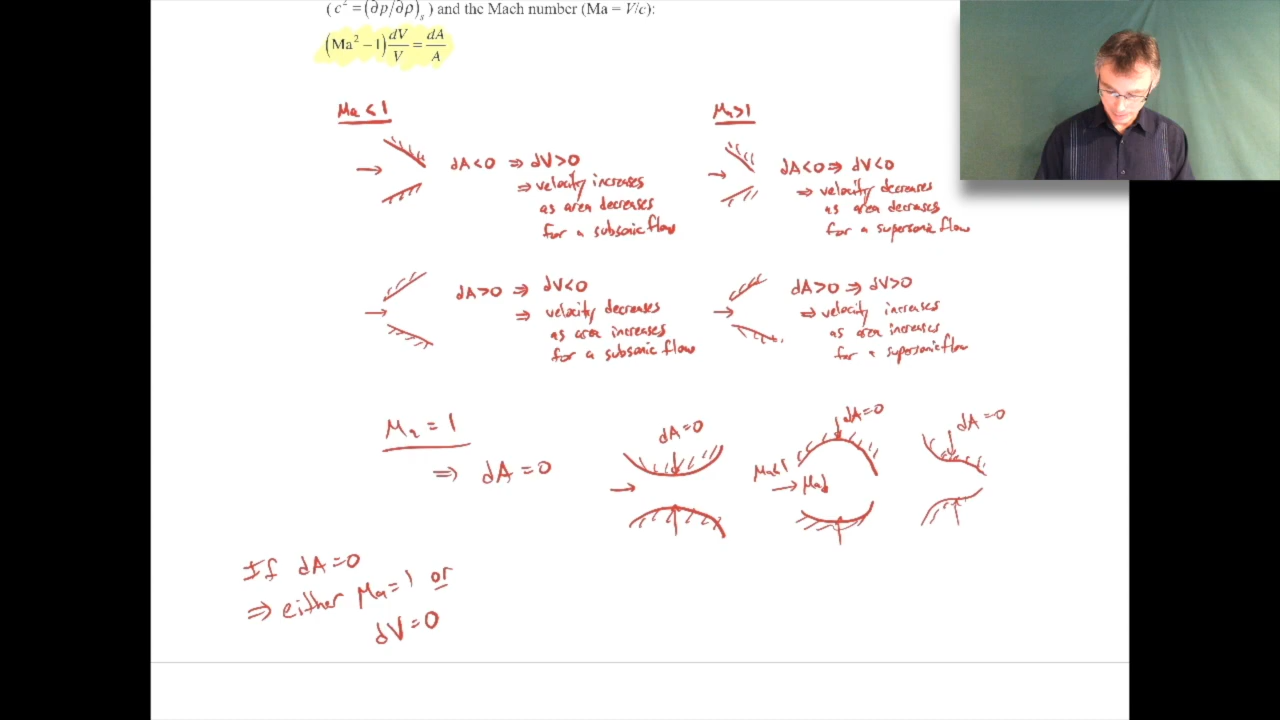 ( c² = (∂p/∂ρ)ₛ ) and the Mach number (Ma = V/c):
(Ma² − 1) dV/V = dA/A
Ma < 1
dA < 0 ⇒ dV > 0
⇒ velocity increases
as area decreases
for a subsonic flow
Ma > 1
dA < 0 ⇒ dV < 0
⇒ velocity decreases
as area decreases
for a supersonic flow
dA > 0 ⇒ dV < 0
⇒ velocity decreases
as area increases
for a subsonic flow
dA > 0 ⇒ dV > 0
⇒ velocity increases
as area increases
for a supersonic flow
Ma = 1
⇒ dA = 0
dA = 0
dA = 0
Ma < 1
dA = 0
If dA = 0
⇒ either Ma = 1 or
dV = 0